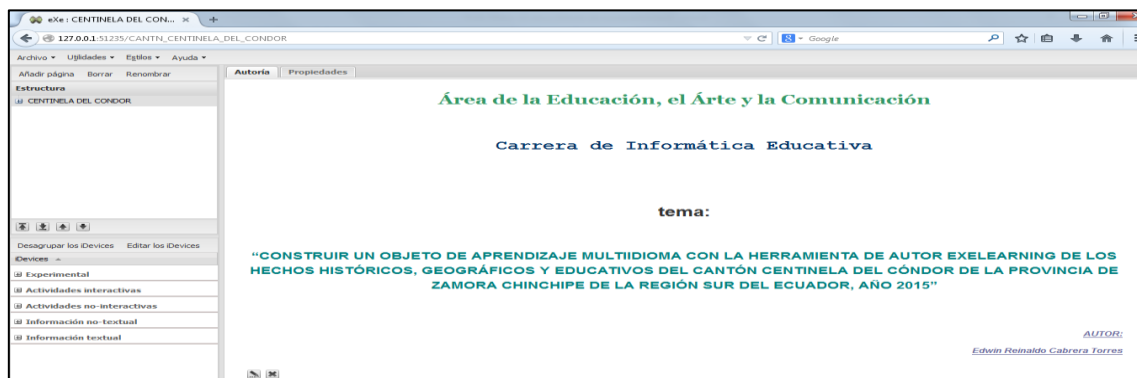 eXe : CENTINELA DEL CON...
127.0.0.1:51235/CANTN_CENTINELA_DEL_CONDOR
Google
Archivo Utilidades Estilos Ayuda
Añadir página Borrar Renombrar
Estructura
CENTINELA DEL CONDOR
Desagrupar los iDevices Editar los iDevices
iDevices
Experimental
Actividades interactivas
Actividades no-interactivas
Información no-textual
Información textual
Autoría Propiedades
Área de la Educación, el Árte y la Comunicación
Carrera de Informática Educativa
tema:
“CONSTRUIR UN OBJETO DE APRENDIZAJE MULTIIDIOMA CON LA HERRAMIENTA DE AUTOR EXELEARNING DE LOS
HECHOS HISTÓRICOS, GEOGRÁFICOS Y EDUCATIVOS DEL CANTÓN CENTINELA DEL CÓNDOR DE LA PROVINCIA DE
ZAMORA CHINCHIPE DE LA REGIÓN SUR DEL ECUADOR, AÑO 2015”
AUTOR:
Edwin Reinaldo Cabrera Torres